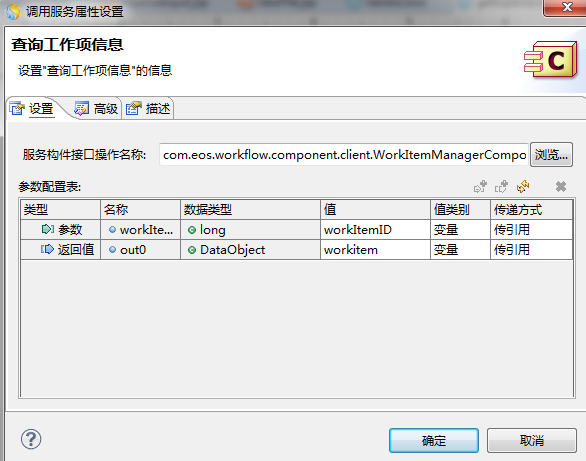 调用服务属性设置
查询工作项信息
设置"查询工作项信息"的信息
C
设置 高级 描述
服务构件接口操作名称: com.eos.workflow.component.client.WorkItemManagerCompo 浏览...
参数配置表:
类型 名称 数据类型 值 值类别 传递方式
参数 workIte... long workItemID 变量 传引用
返回值 out0 DataObject workitem 变量 传引用
? 确定 取消